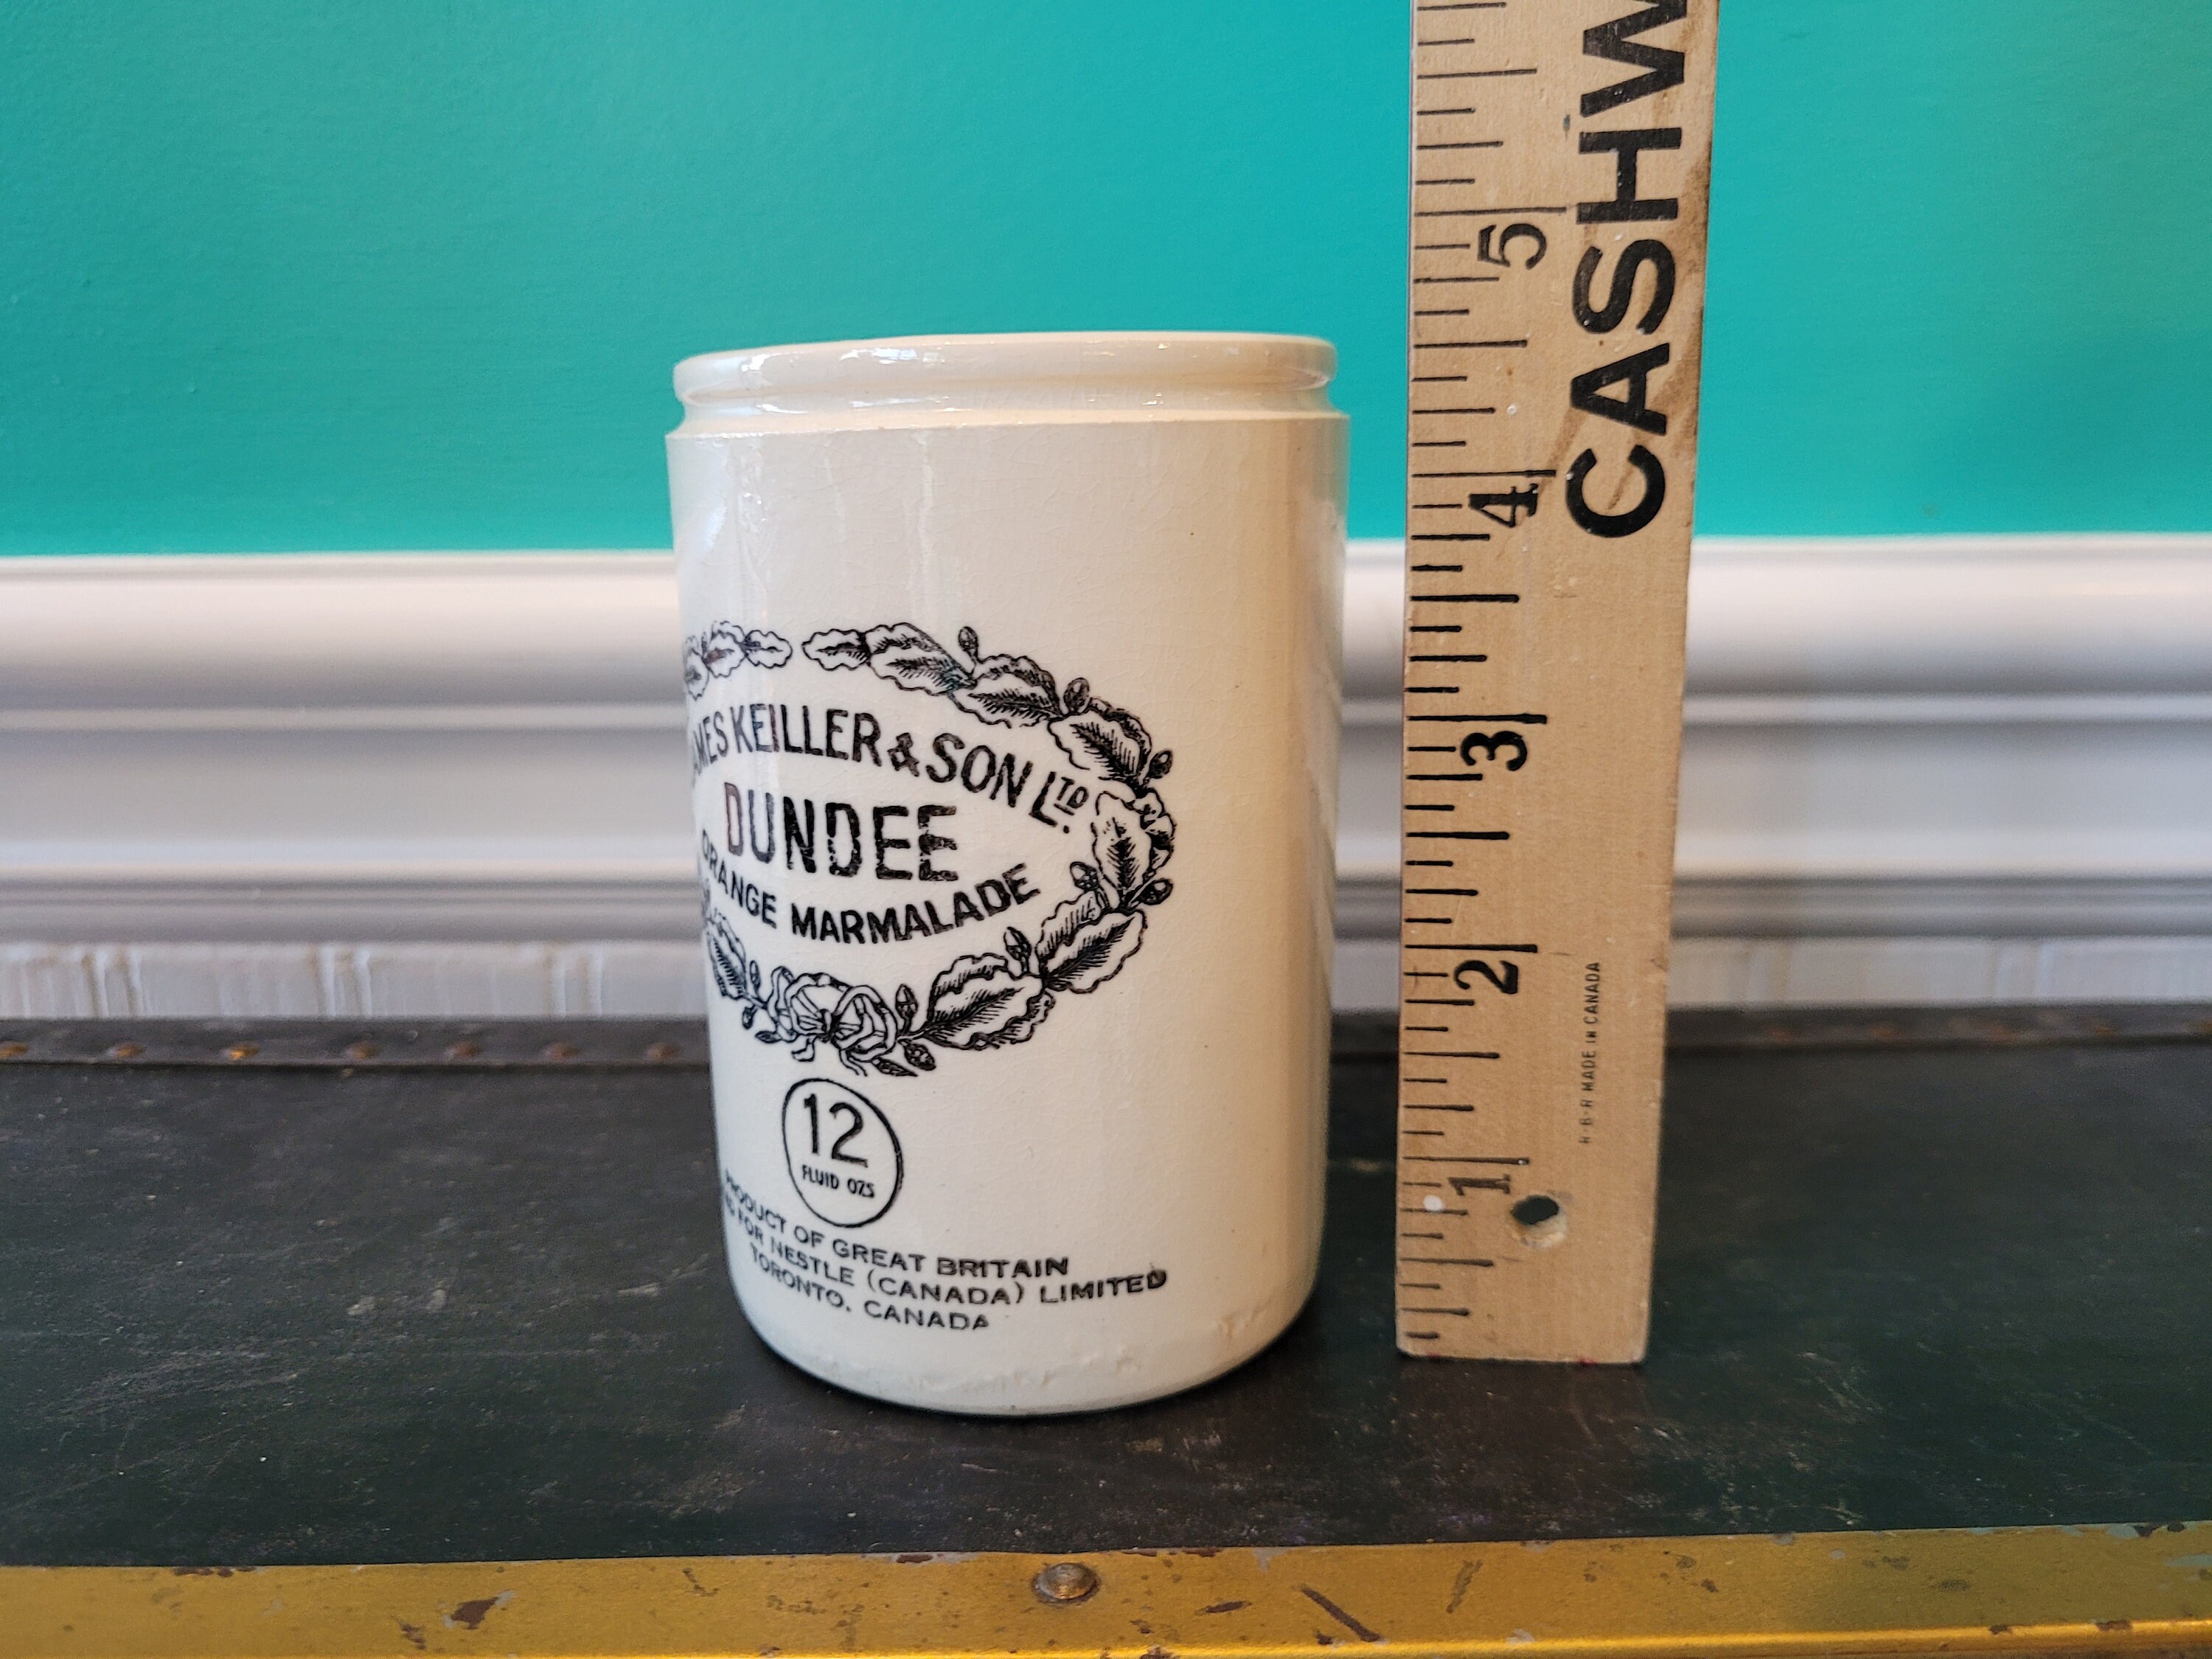 AMES KEILLER & SON LTD.
DUNDEE
ORANGE MARMALADE
12
FLUID OZS
PRODUCT OF GREAT BRITAIN
FOR NESTLE (CANADA) LIMITED
TORONTO, CANADA
CASHW
5
4
3
2
1
R·B·R MADE IN CANADA